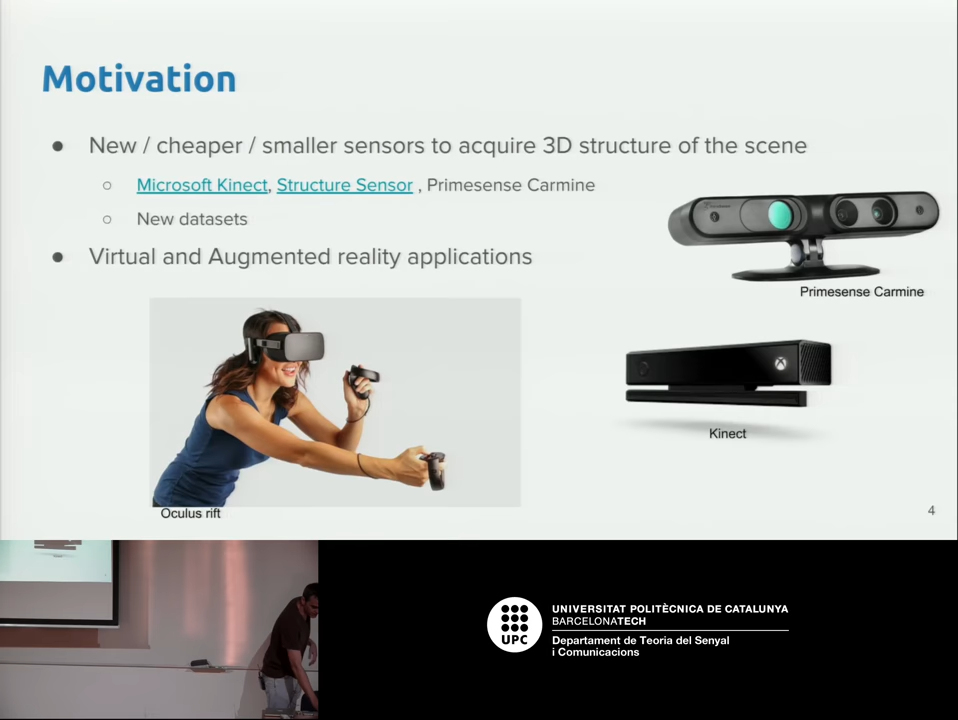 Motivation
● New / cheaper / smaller sensors to acquire 3D structure of the scene
○ Microsoft Kinect, Structure Sensor , Primesense Carmine
○ New datasets
● Virtual and Augmented reality applications
Primesense Carmine
Kinect
Oculus rift
4
UPC
UNIVERSITAT POLITÈCNICA DE CATALUNYA
BARCELONATECH
Departament de Teoria del Senyal
i Comunicacions